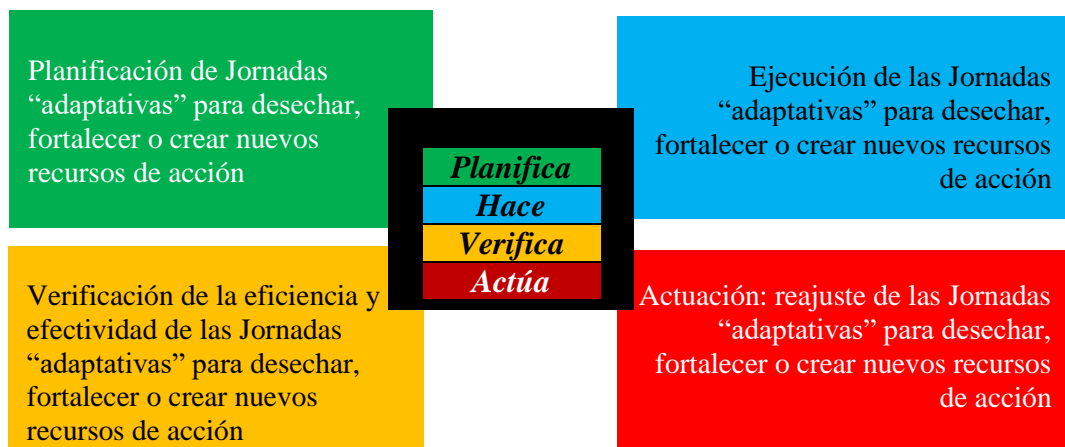 Planificación de Jornadas
“adaptativas” para desechar,
fortalecer o crear nuevos
recursos de acción
Ejecución de las Jornadas
“adaptativas” para desechar,
fortalecer o crear nuevos recursos
de acción
Planifica
Hace
Verifica
Actúa
Verificación de la eficiencia y
efectividad de las Jornadas
“adaptativas” para desechar,
fortalecer o crear nuevos
recursos de acción
Actuación: reajuste de las Jornadas
“adaptativas” para desechar,
fortalecer o crear nuevos recursos
de acción